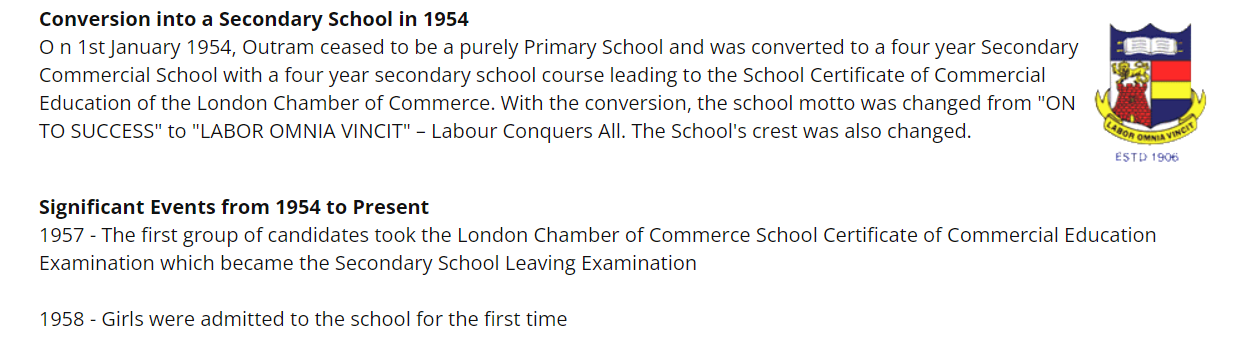 Conversion into a Secondary School in 1954
O n 1st January 1954, Outram ceased to be a purely Primary School and was converted to a four year Secondary
Commercial School with a four year secondary school course leading to the School Certificate of Commercial
Education of the London Chamber of Commerce. With the conversion, the school motto was changed from "ON
TO SUCCESS" to "LABOR OMNIA VINCIT" – Labour Conquers All. The School's crest was also changed.
LABOR OMNIA VINCIT
ESTD 1906
Significant Events from 1954 to Present
1957 - The first group of candidates took the London Chamber of Commerce School Certificate of Commercial Education
Examination which became the Secondary School Leaving Examination
1958 - Girls were admitted to the school for the first time